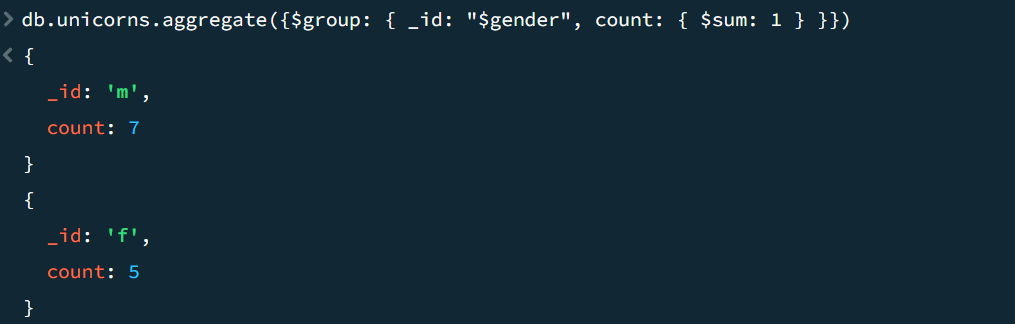 > db.unicorns.aggregate({$group: { _id: "$gender", count: { $sum: 1 } }})
< {
_id: 'm',
count: 7
}
{
_id: 'f',
count: 5
}